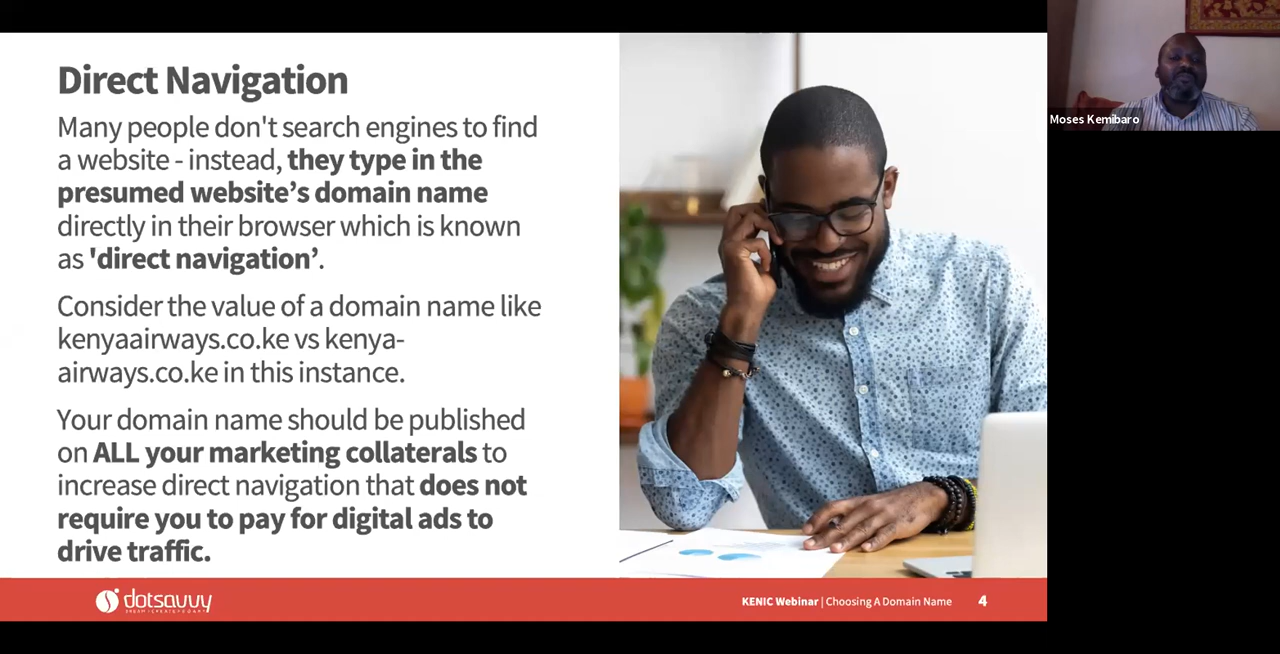 Direct Navigation
Many people don't search engines to find
a website - instead, they type in the
presumed website’s domain name
directly in their browser which is known
as 'direct navigation’.
Consider the value of a domain name like
kenyaairways.co.ke vs kenya-
airways.co.ke in this instance.
Your domain name should be published
on ALL your marketing collaterals to
increase direct navigation that does not
require you to pay for digital ads to
drive traffic.
dotsavvy
KENIC Webinar | Choosing A Domain Name
4
Moses Kemibaro